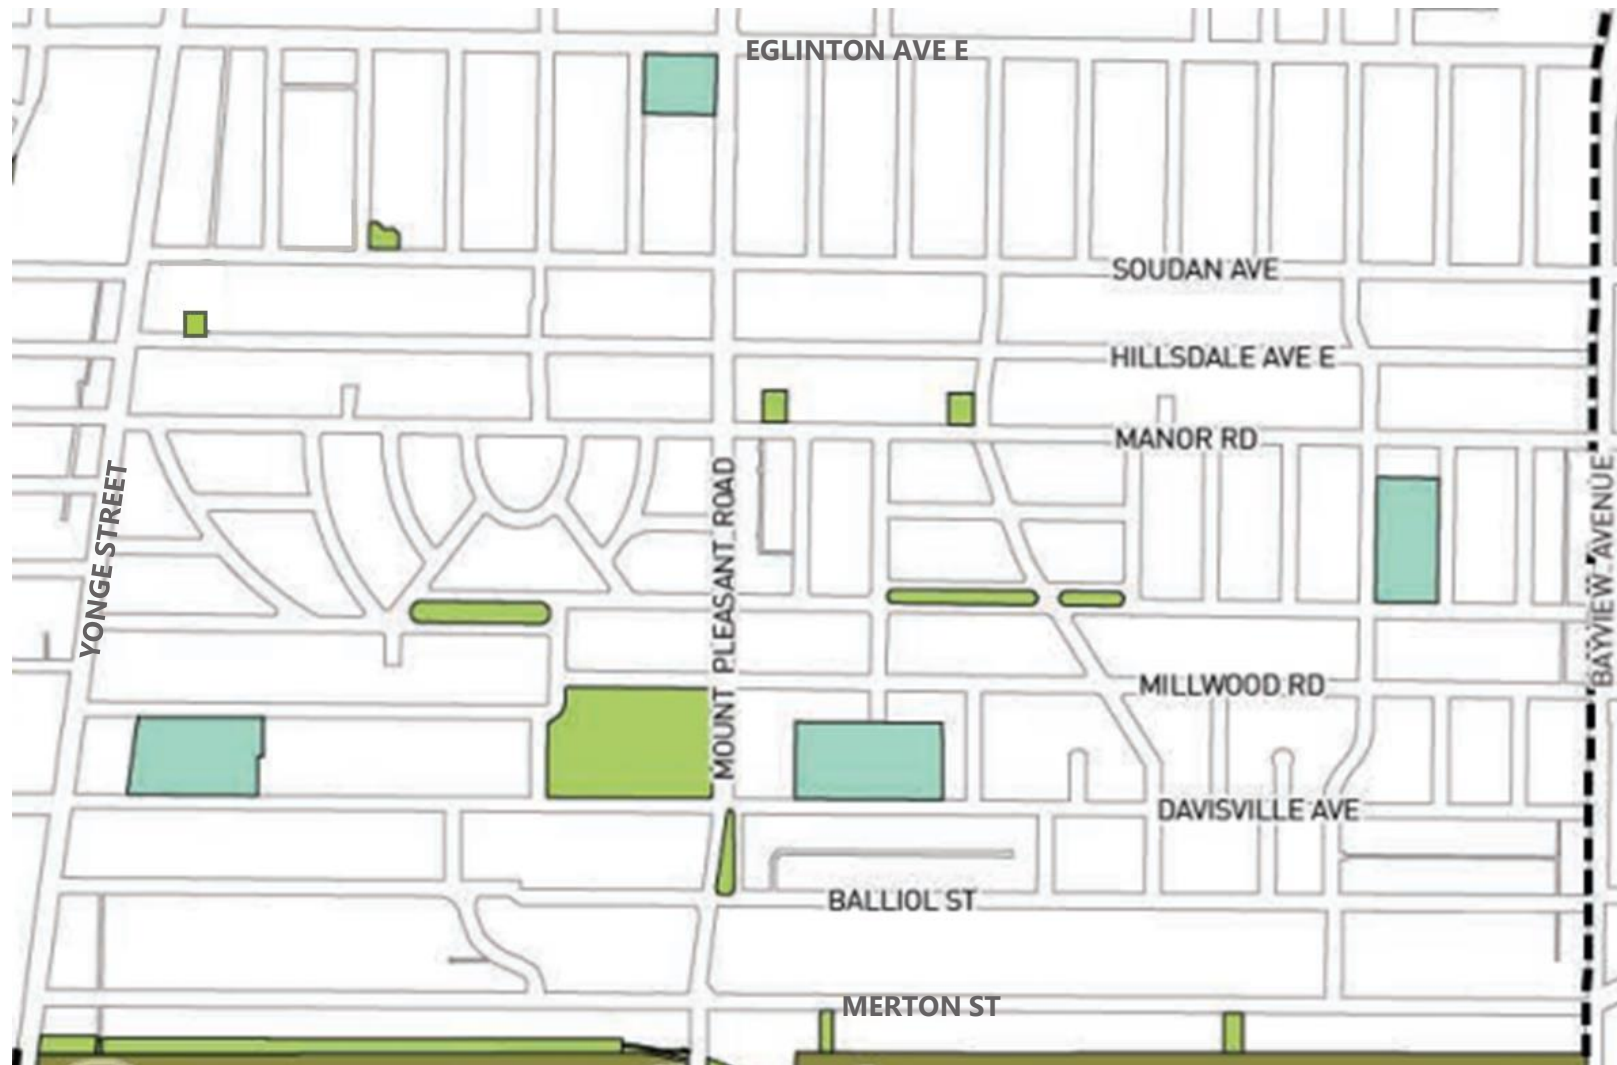 EGLINTON AVE E
SOUDAN AVE
HILLSDALE AVE E
MANOR RD
YONGE STREET
MOUNT PLEASANT ROAD
BAYVIEW AVENUE
MILLWOOD RD
DAVISVILLE AVE
BALLIOL ST
MERTON ST